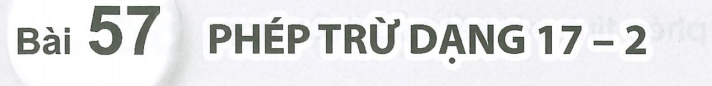 Bài 57 PHÉP TRỪ DẠNG 17 – 2